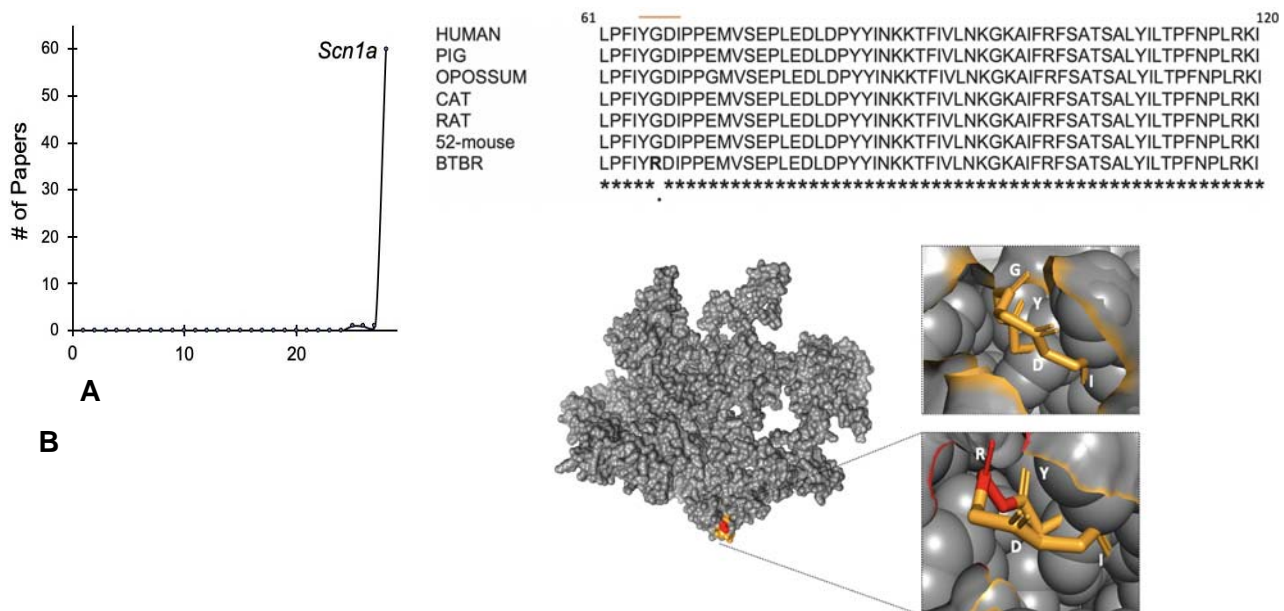 60
50
40
30
20
10
0
# of Papers
Scn1a
0 10 20
A
B
61 120
HUMAN LPFIYGDIPPEMVSEPLEDLDPYYINKKTFIVLNKGKAIFRFSATSALYILTPFNPLRKI
PIG LPFIYGDIPPEMVSEPLEDLDPYYINKKTFIVLNKGKAIFRFSATSALYILTPFNPLRKI
OPOSSUM LPFIYGDIPPGMVSEPLEDLDPYYINKKTFIVLNKGKAIFRFSATSALYILTPFNPLRKI
CAT LPFIYGDIPPEMVSEPLEDLDPYYINKKTFIVLNKGKAIFRFSATSALYILTPFNPLRKI
RAT LPFIYGDIPPEMVSEPLEDLDPYYINKKTFIVLNKGKAIFRFSATSALYILTPFNPLRKI
52-mouse LPFIYGDIPPEMVSEPLEDLDPYYINKKTFIVLNKGKAIFRFSATSALYILTPFNPLRKI
BTBR LPFIYRDIPPEMVSEPLEDLDPYYINKKTFIVLNKGKAIFRFSATSALYILTPFNPLRKI
***** ******************************************************
.
G
Y
D
I
R
Y
D
I